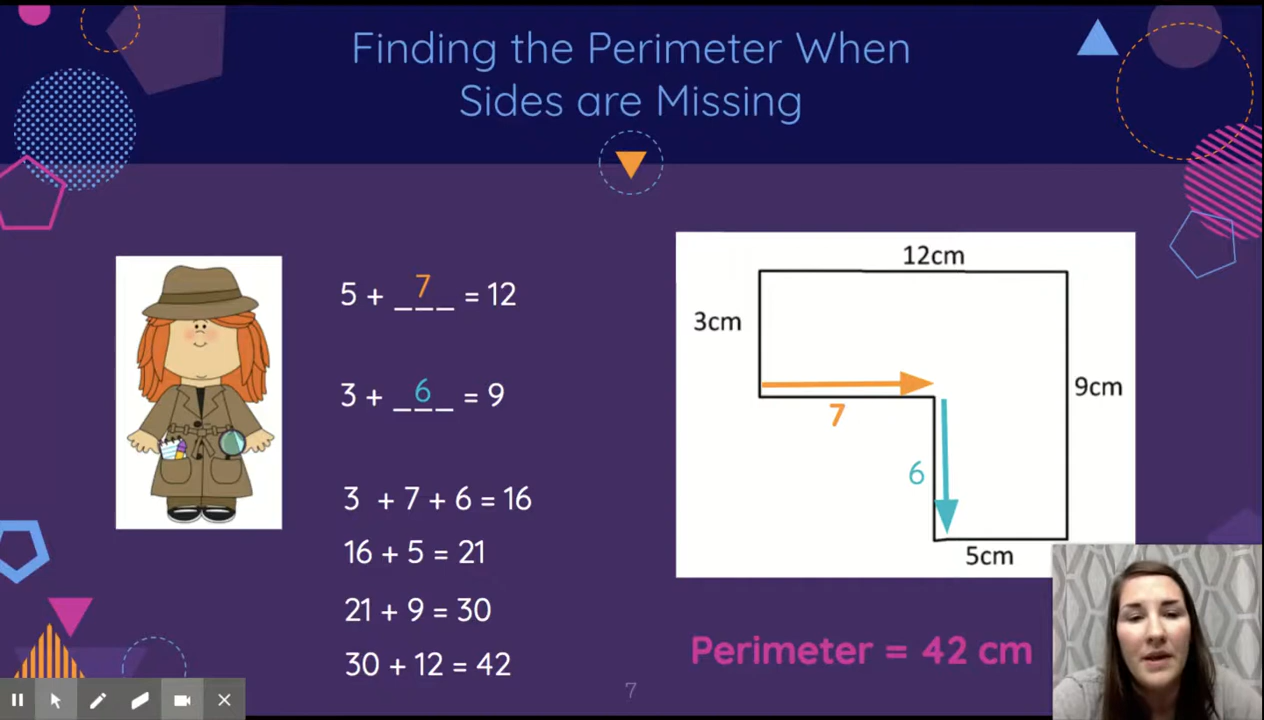 Finding the Perimeter When
Sides are Missing
5 + 7 = 12
3 + 6 = 9
3 + 7 + 6 = 16
16 + 5 = 21
21 + 9 = 30
30 + 12 = 42
12cm
3cm
9cm
7
6
5cm
Perimeter = 42 cm
7